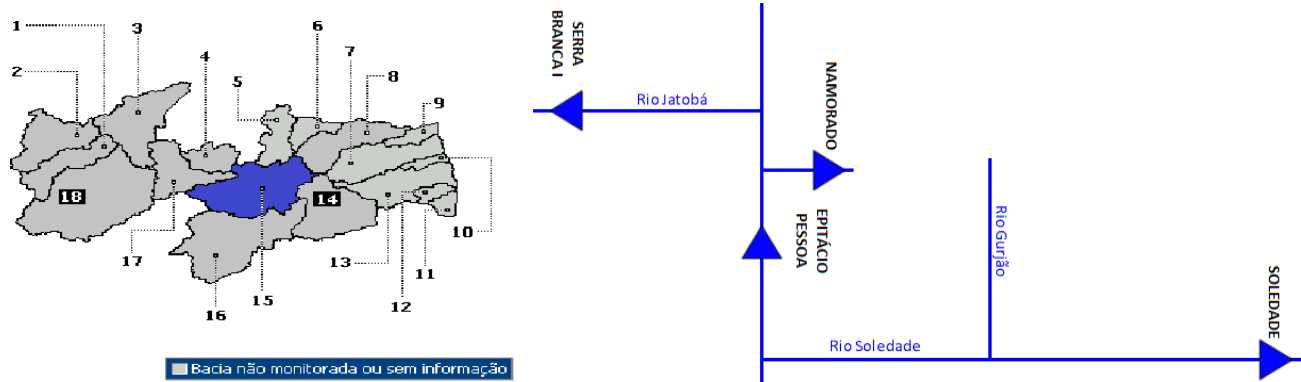 1
2
3
4
5
6
7
8
9
10
11
12
13
14
15
16
17
18
Bacia não monitorada ou sem informação
SERRA
BRANCA I
Rio Jatobá
NAMORADO
EPITÁCIO
PESSOA
Rio Gurjão
Rio Soledade
SOLEDADE